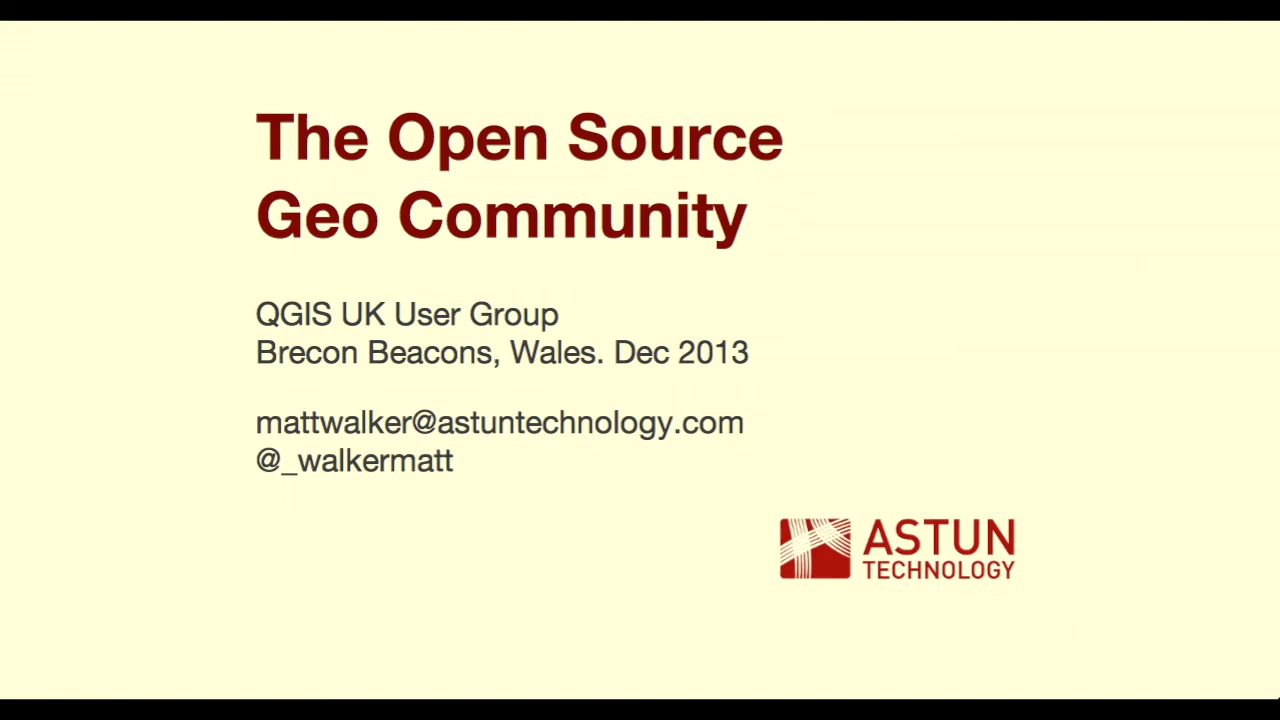 The Open Source
Geo Community
QGIS UK User Group
Brecon Beacons, Wales. Dec 2013
mattwalker@astuntechnology.com
@_walkermatt
ASTUN
TECHNOLOGY